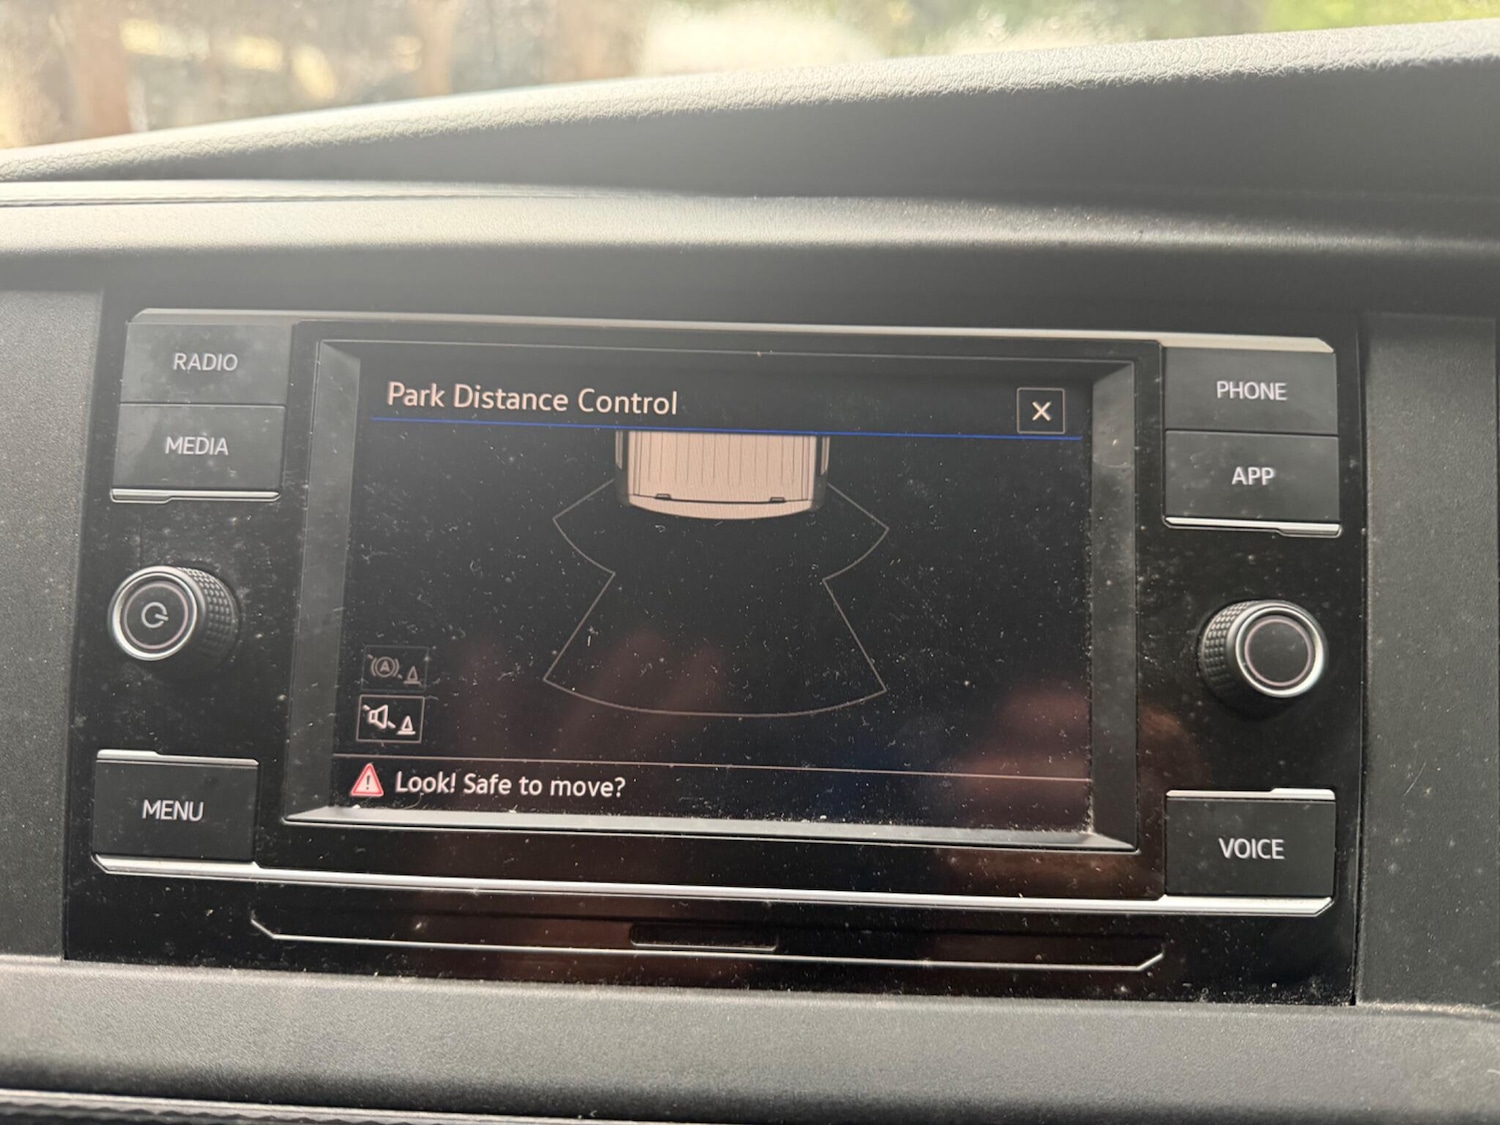 RADIO
MEDIA
MENU
Park Distance Control
Look! Safe to move?
PHONE
APP
VOICE